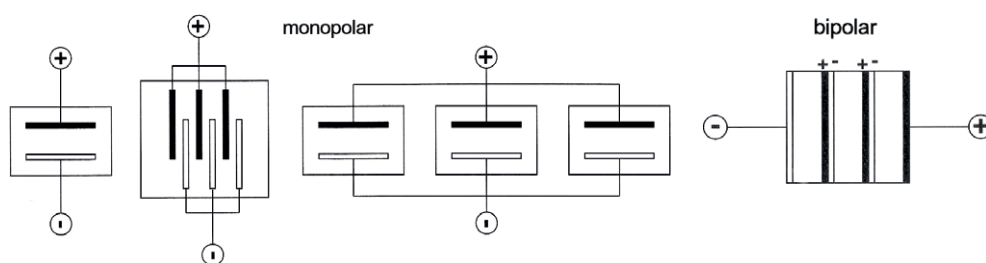 monopolar
bipolar
+
+
+
+ - + -
-
+
-
-
-